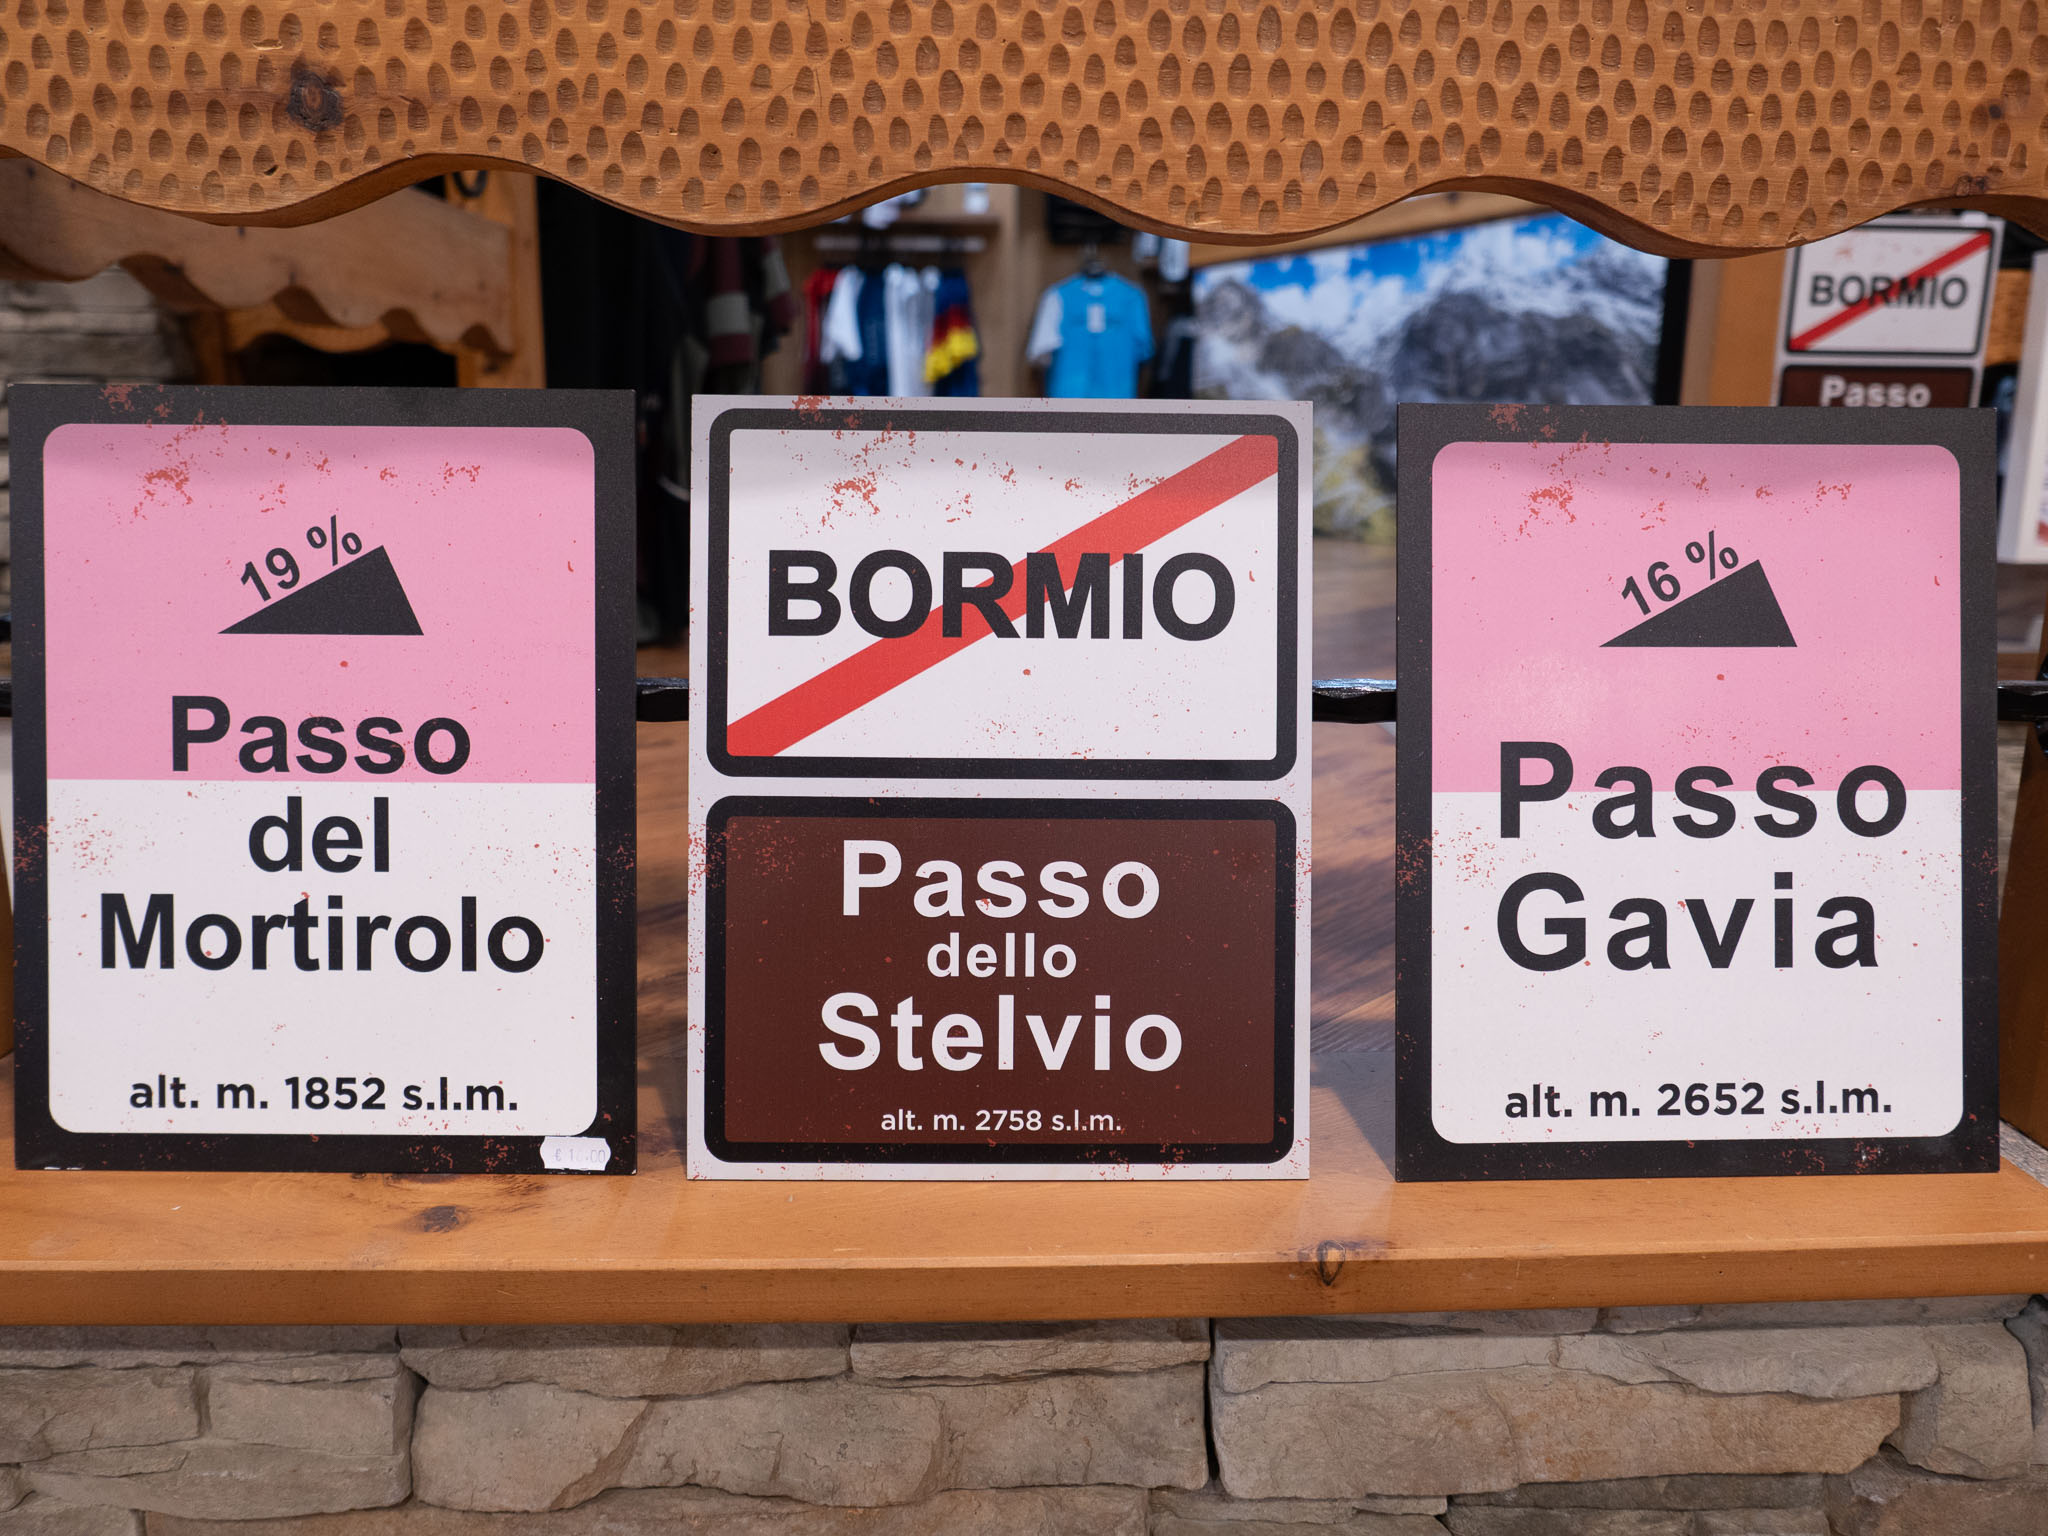 19 %
Passo
del
Mortirolo
alt. m. 1852 s.l.m.
BORMIO
Passo
dello
Stelvio
alt. m. 2758 s.l.m.
16 %
Passo
Gavia
alt. m. 2652 s.l.m.
BORMIO
Passo